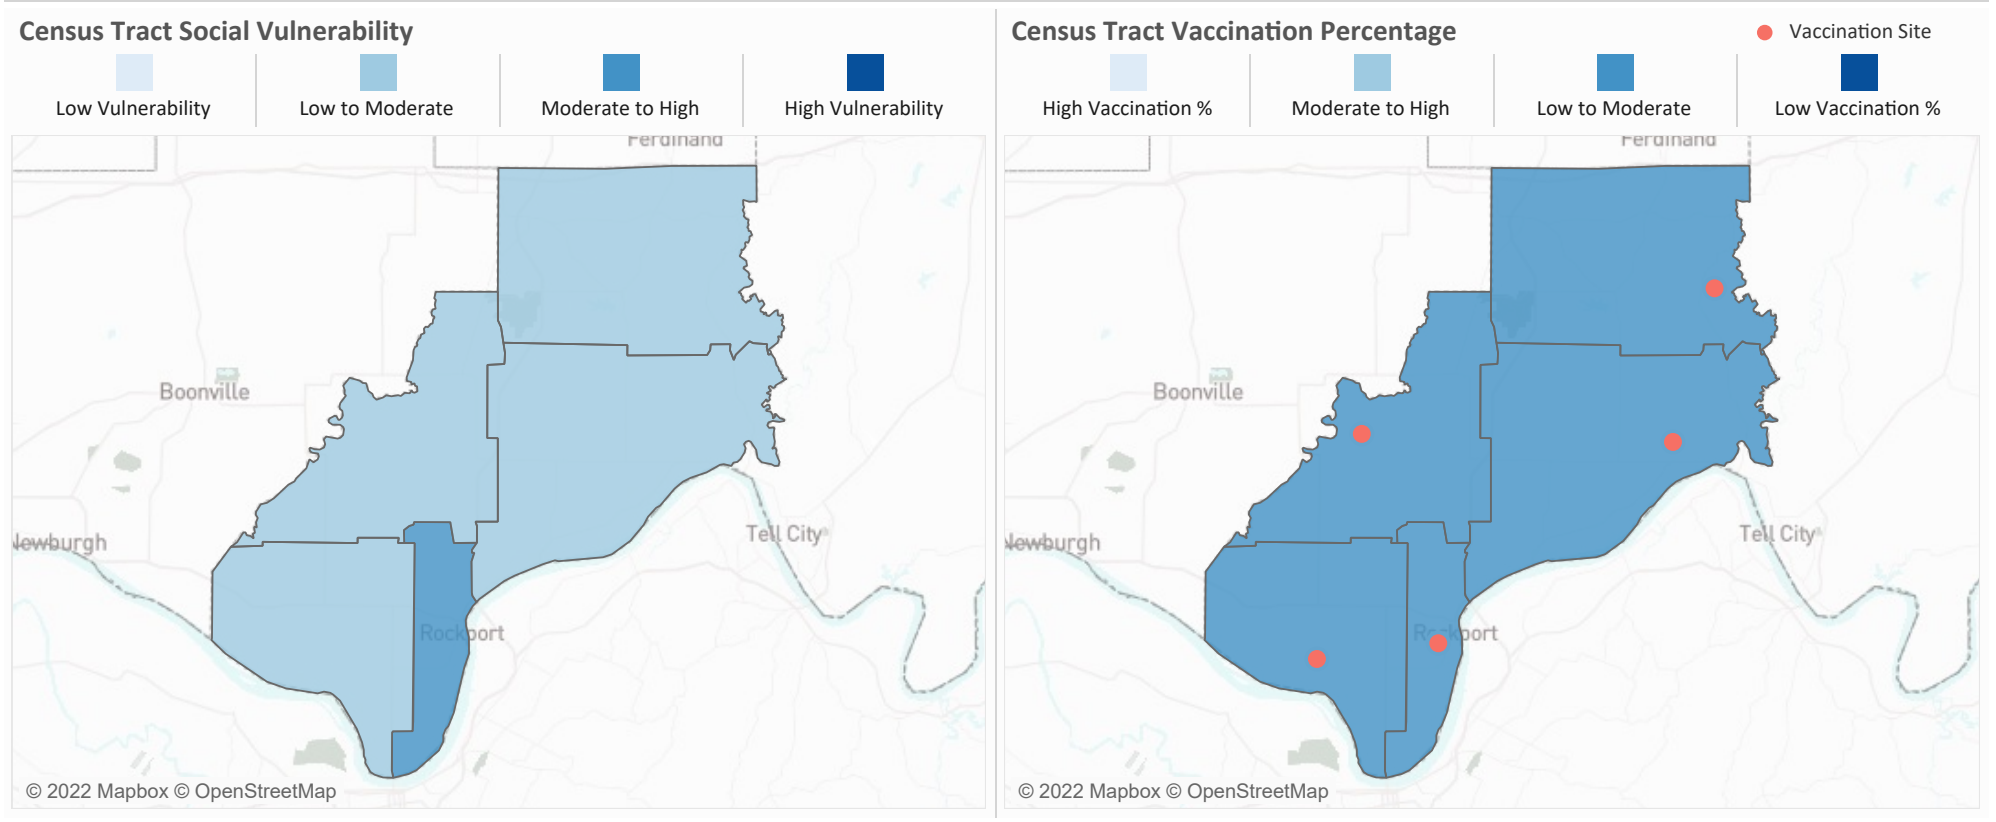 Census Tract Social Vulnerability
Low Vulnerability
Low to Moderate
Moderate to High
High Vulnerability
Ferdinand
Boonville
Newburgh
Tell City
Rockport
© 2022 Mapbox © OpenStreetMap
Census Tract Vaccination Percentage
Vaccination Site
High Vaccination %
Moderate to High
Low to Moderate
Low Vaccination %
Ferdinand
Boonville
Newburgh
Tell City
Rockport
© 2022 Mapbox © OpenStreetMap